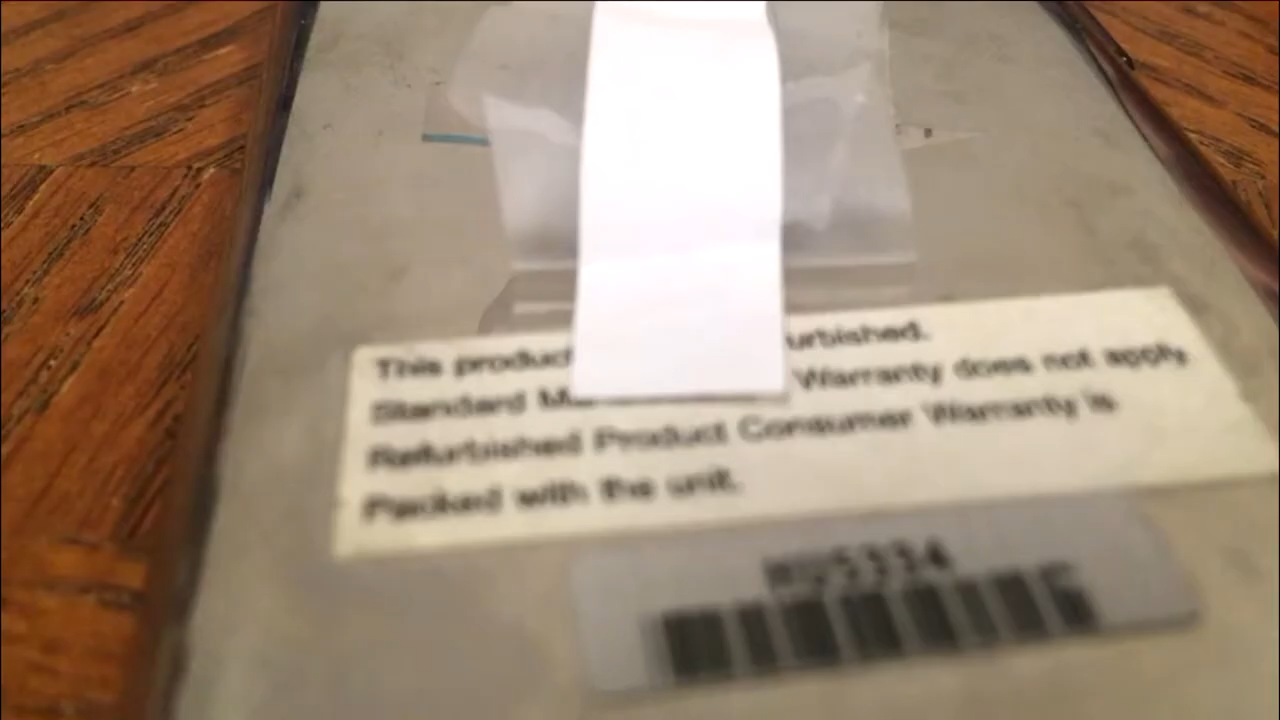 This product urbished.
Standard M Warranty does not apply.
Refurbished Product Consumer Warranty is
Packed with the unit.